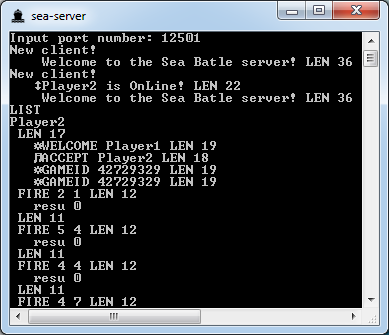 sea-server
Input port number: 12501
New client!
Welcome to the Sea Batle server! LEN 36
New client!
↕Player2 is OnLine! LEN 22
Welcome to the Sea Batle server! LEN 36
LIST
Player2
LEN 17
☼WELCOME Player1 LEN 19
♫ACCEPT Player2 LEN 18
☼GAMEID 42729329 LEN 19
☼GAMEID 42729329 LEN 19
FIRE 2 1 LEN 12
resu 0
LEN 11
FIRE 5 4 LEN 12
resu 0
LEN 11
FIRE 4 4 LEN 12
resu 0
LEN 11
FIRE 4 7 LEN 12